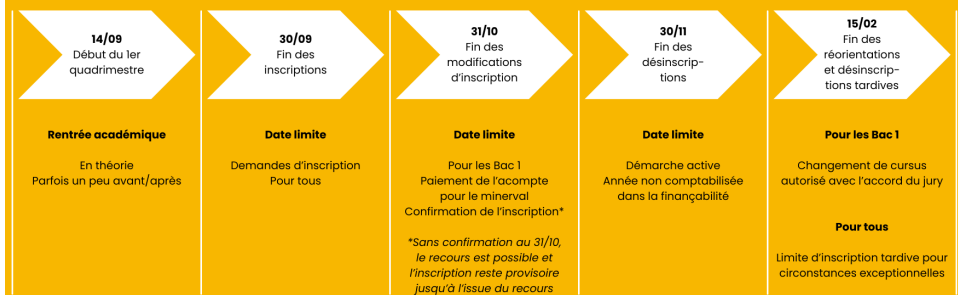 14/09
Début du 1er
quadrimestre
Rentrée académique
En théorie
Parfois un peu avant/après
30/09
Fin des
inscriptions
Date limite
Demandes d'inscription
Pour tous
31/10
Fin des
modifications
d'inscription
Date limite
Pour les Bac 1
Paiement de l'acompte
pour le minerval
Confirmation de l'inscription*
*Sans confirmation au 31/10,
le recours est possible et
l'inscription reste provisoire
jusqu'à l'issue du recours
30/11
Fin des
désinscrip-
tions
Date limite
Démarche active
Année non comptabilisée
dans la finançabilité
15/02
Fin des
réorientations
et désinscrip-
tions tardives
Pour les Bac 1
Changement de cursus
autorisé avec l'accord du jury
Pour tous
Limite d'inscription tardive pour
circonstances exceptionnelles